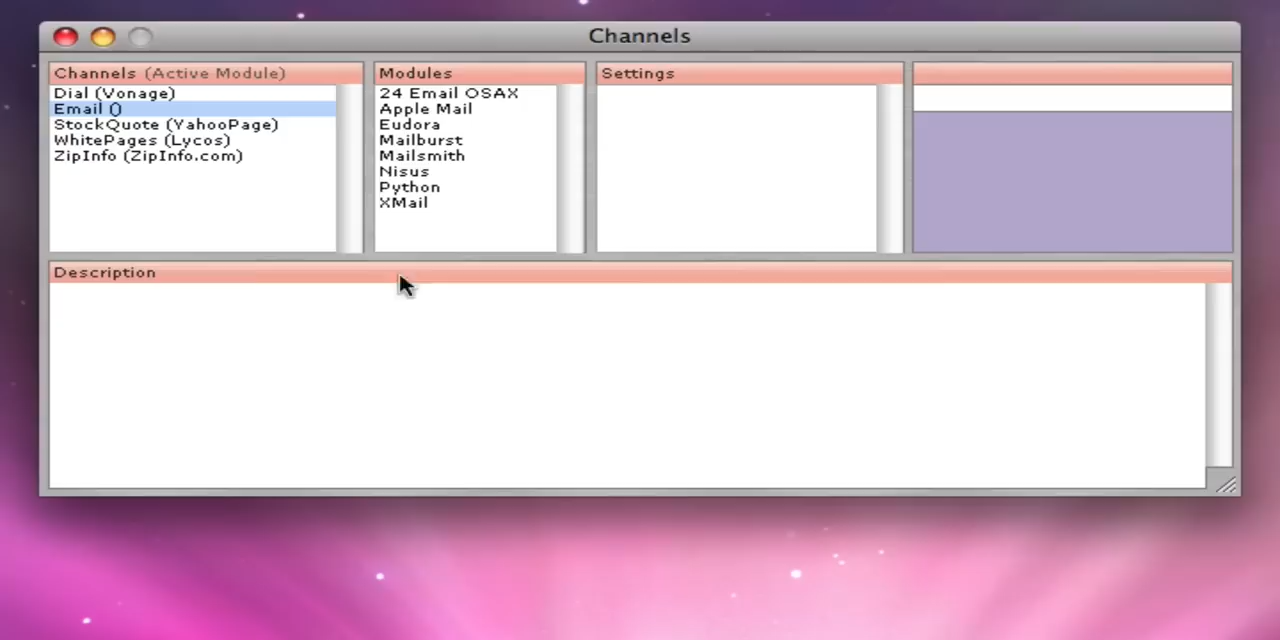 Channels
Channels (Active Module)
Dial (Vonage)
Email ()
StockQuote (YahooPage)
WhitePages (Lycos)
ZipInfo (ZipInfo.com)
Modules
24 Email OSAX
Apple Mail
Eudora
Mailburst
Mailsmith
Nisus
Python
XMail
Settings
Description